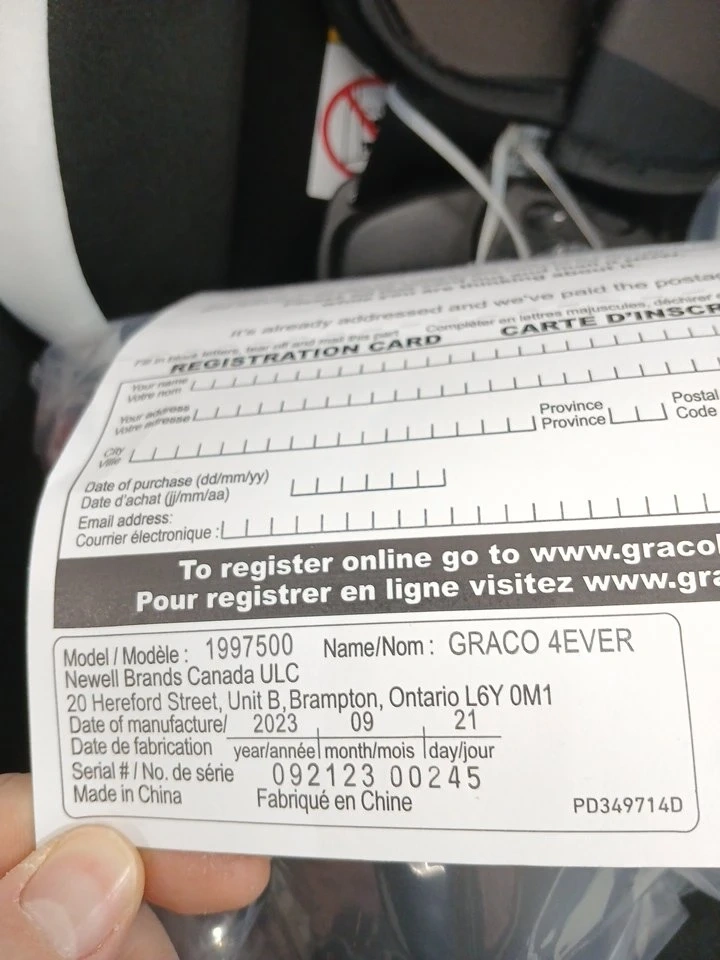 it's already addressed and we've paid the posta
Fill in block letters, tear off and mail this part
Compléter en lettres majuscules, déchirer
REGISTRATION CARD
CARTE D'INSCR
Your name
Votre nom
Your address
Votre adresse
City
Ville
Province
Province
Postal
Code
Date of purchase (dd/mm/yy)
Date d'achat (jj/mm/aa)
Email address:
Courrier électronique :
To register online go to www.graco
Pour registrer en ligne visitez www.gra
Model / Modèle : 1997500 Name/Nom : GRACO 4EVER
Newell Brands Canada ULC
20 Hereford Street, Unit B, Brampton, Ontario L6Y 0M1
Date of manufacture/ 2023 09 21
Date de fabrication year/année month/mois day/jour
Serial # / No. de série 092123 00245
Made in China Fabriqué en Chine PD349714D